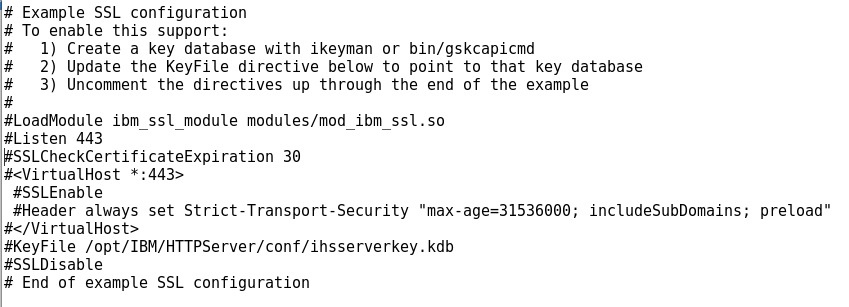 # Example SSL configuration
# To enable this support:
#   1) Create a key database with ikeyman or bin/gskcapicmd
#   2) Update the KeyFile directive below to point to that key database
#   3) Uncomment the directives up through the end of the example
#
#LoadModule ibm_ssl_module modules/mod_ibm_ssl.so
#Listen 443
#SSLCheckCertificateExpiration 30
#<VirtualHost *:443>
 #SSLEnable
 #Header always set Strict-Transport-Security "max-age=31536000; includeSubDomains; preload"
#</VirtualHost>
#KeyFile /opt/IBM/HTTPServer/conf/ihsserverkey.kdb
#SSLDisable
# End of example SSL configuration